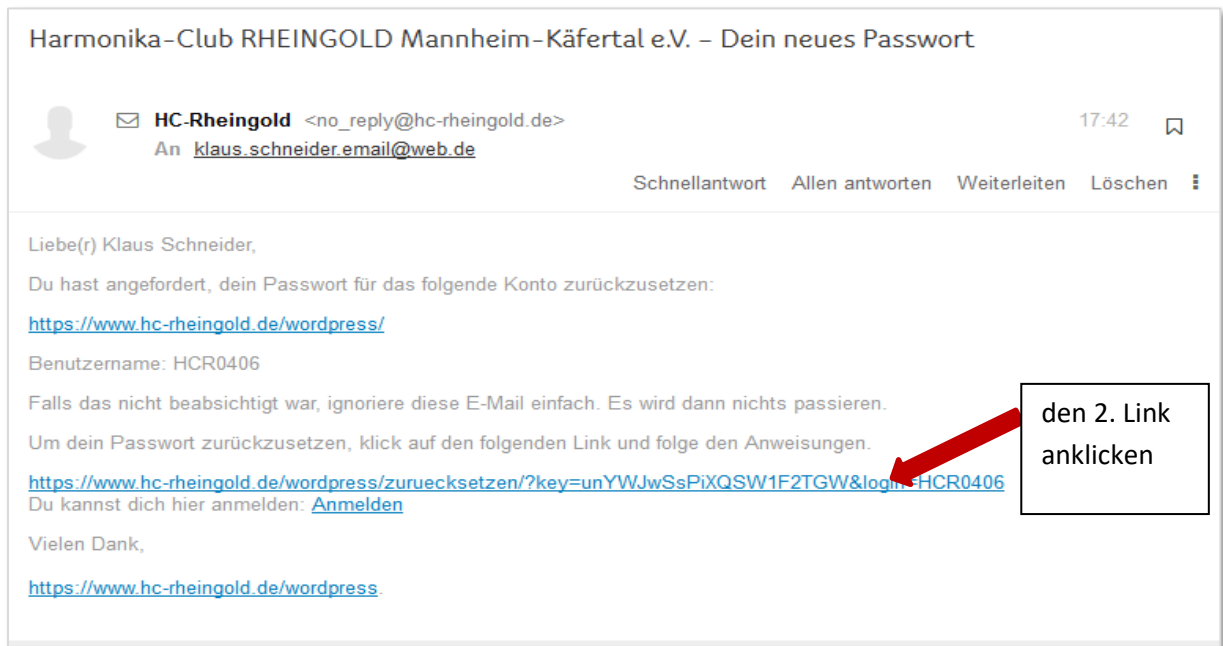 Harmonika-Club RHEINGOLD Mannheim-Käfertal e.V. – Dein neues Passwort
HC-Rheingold <no_reply@hc-rheingold.de>
17:42
An klaus.schneider.email@web.de
Schnellantwort Allen antworten Weiterleiten Löschen
Liebe(r) Klaus Schneider,
Du hast angefordert, dein Passwort für das folgende Konto zurückzusetzen:
https://www.hc-rheingold.de/wordpress/
Benutzername: HCR0406
Falls das nicht beabsichtigt war, ignoriere diese E-Mail einfach. Es wird dann nichts passieren.
Um dein Passwort zurückzusetzen, klick auf den folgenden Link und folge den Anweisungen.
https://www.hc-rheingold.de/wordpress/zuruecksetzen/?key=unYWJwSsPiXQSW1F2TGW&login=HCR0406
Du kannst dich hier anmelden: Anmelden
Vielen Dank,
https://www.hc-rheingold.de/wordpress.
den 2. Link
anklicken